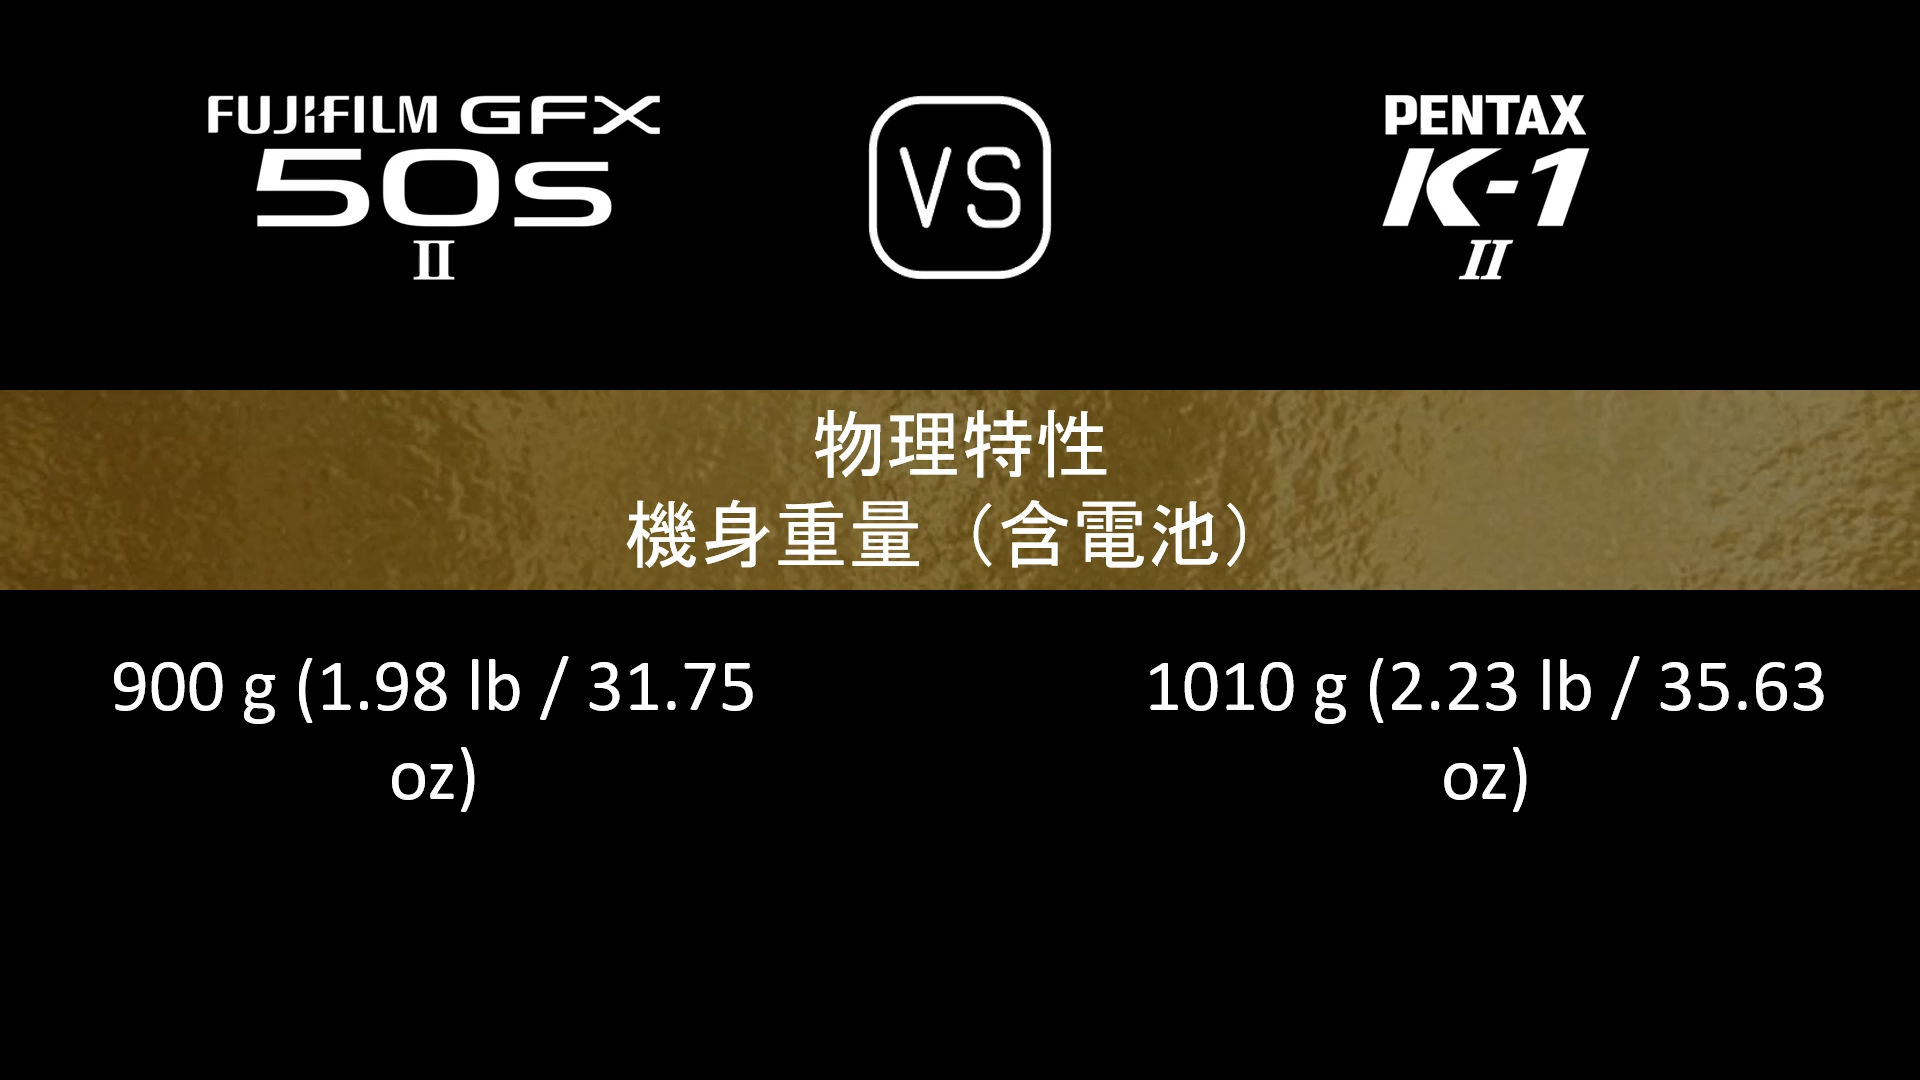 FUJIFILM GFX
50S
II
VS
PENTAX
K-1
II
物理特性
機身重量（含電池）
900 g (1.98 lb / 31.75
oz)
1010 g (2.23 lb / 35.63
oz)